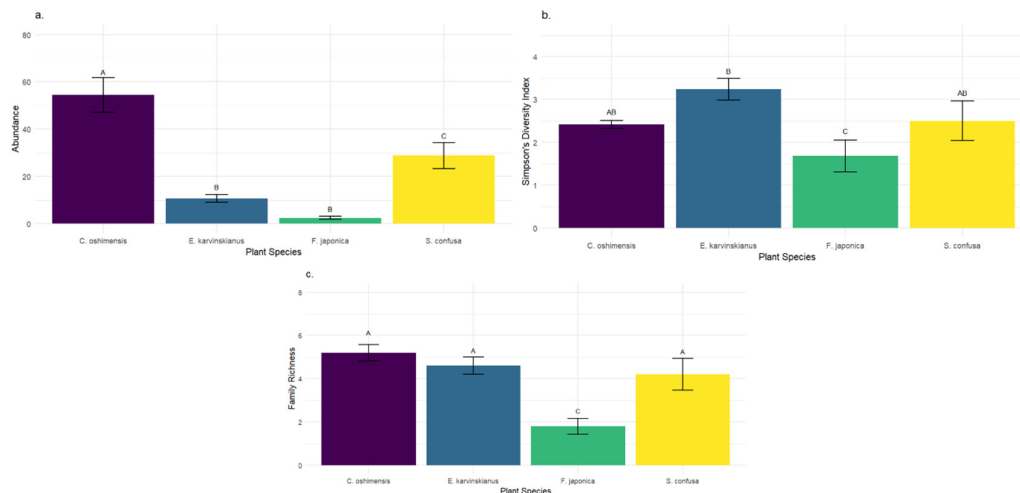 a.
80
60
40
20
0
Abundance
A
B
B
C
C. oshimensis E. karvinskianus F. japonica S. confusa
Plant Species
b.
4
3
2
1
0
Simpson's Diversity Index
AB
B
C
AB
C. oshimensis E. karvinskianus F. japonica S. confusa
Plant Species
c.
8
6
4
2
0
Family Richness
A
A
C
A
C. oshimensis E. karvinskianus F. japonica S. confusa
Plant Species